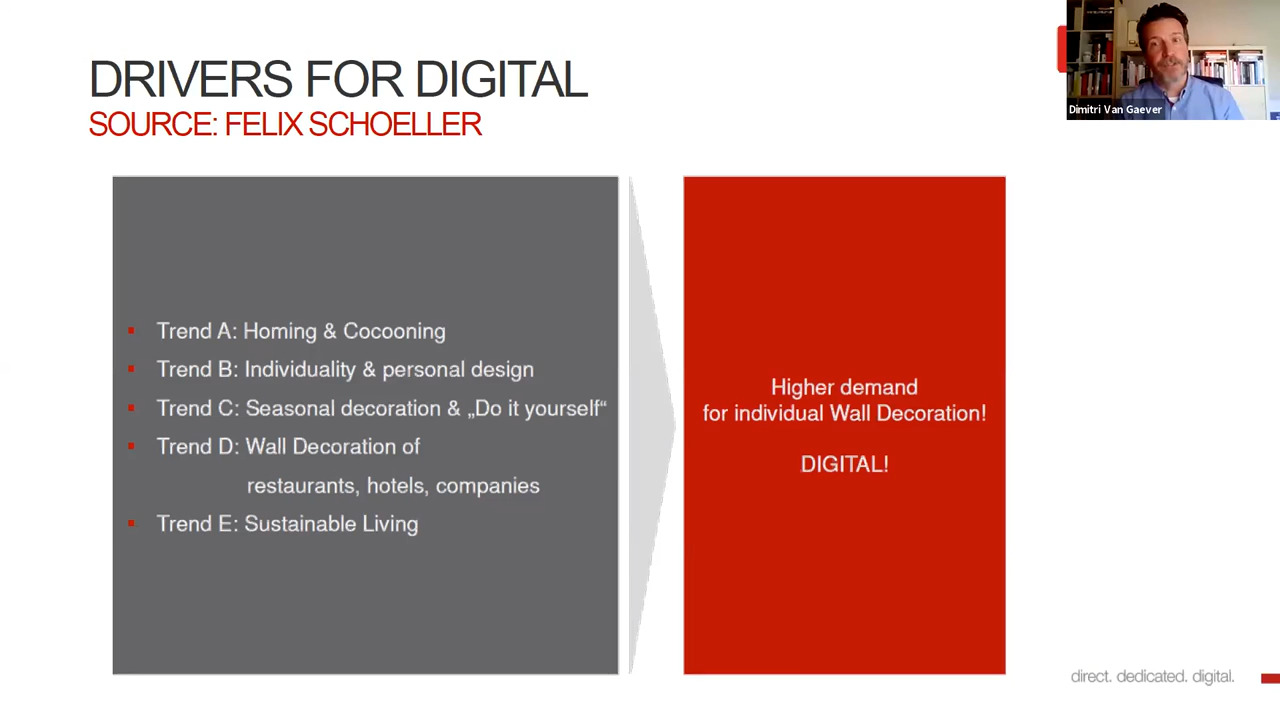 DRIVERS FOR DIGITAL
SOURCE: FELIX SCHOELLER
Dimitri Van Gaever
Trend A: Homing & Cocooning
Trend B: Individuality & personal design
Trend C: Seasonal decoration & „Do it yourself“
Trend D: Wall Decoration of
restaurants, hotels, companies
Trend E: Sustainable Living
Higher demand
for individual Wall Decoration!
DIGITAL!
direct. dedicated. digital.